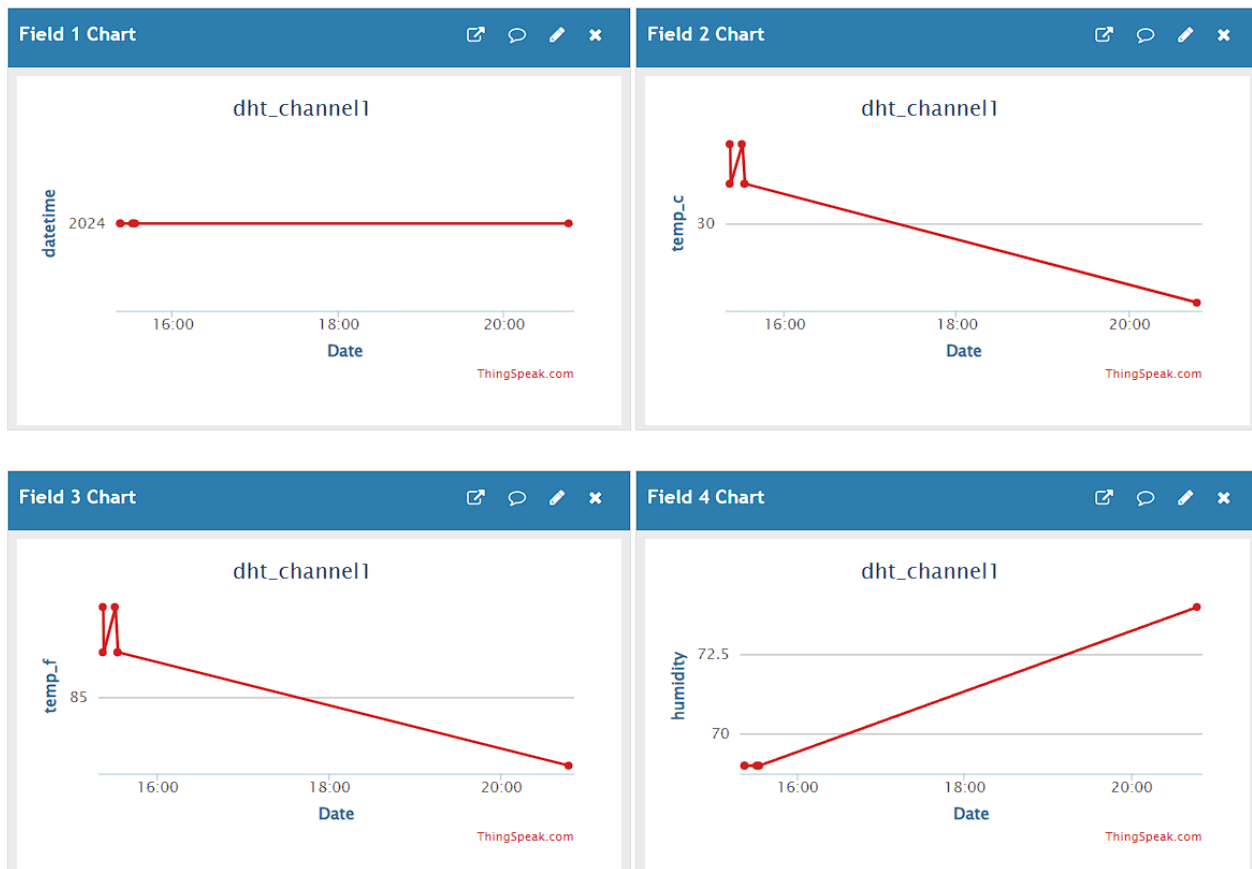 Field 1 Chart
dht_channel1
datetime
2024
16:00 18:00 20:00
Date
ThingSpeak.com
Field 2 Chart
dht_channel1
temp_c
30
16:00 18:00 20:00
Date
ThingSpeak.com
Field 3 Chart
dht_channel1
temp_f
85
16:00 18:00 20:00
Date
ThingSpeak.com
Field 4 Chart
dht_channel1
humidity
72.5
70
16:00 18:00 20:00
Date
ThingSpeak.com